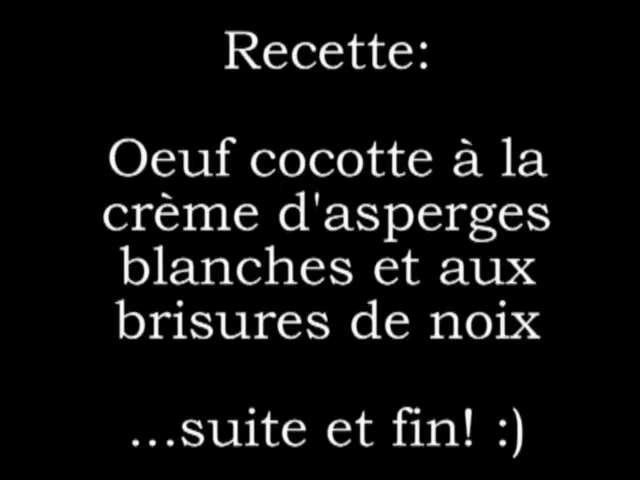 Recette:
Oeuf cocotte à la
crème d'asperges
blanches et aux
brisures de noix
...suite et fin! :)